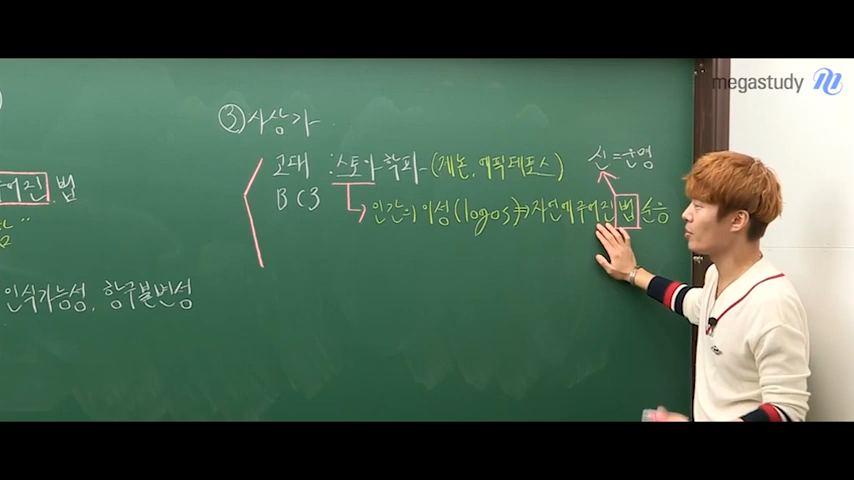 megastudy
③사상가
고대 :스토아학파-(제논, 에픽테토스)
BC3
인간의 이성(logos)⇒자연에 주어진 법 순응
신=운명
어진 법
인식가능성, 항구불변성